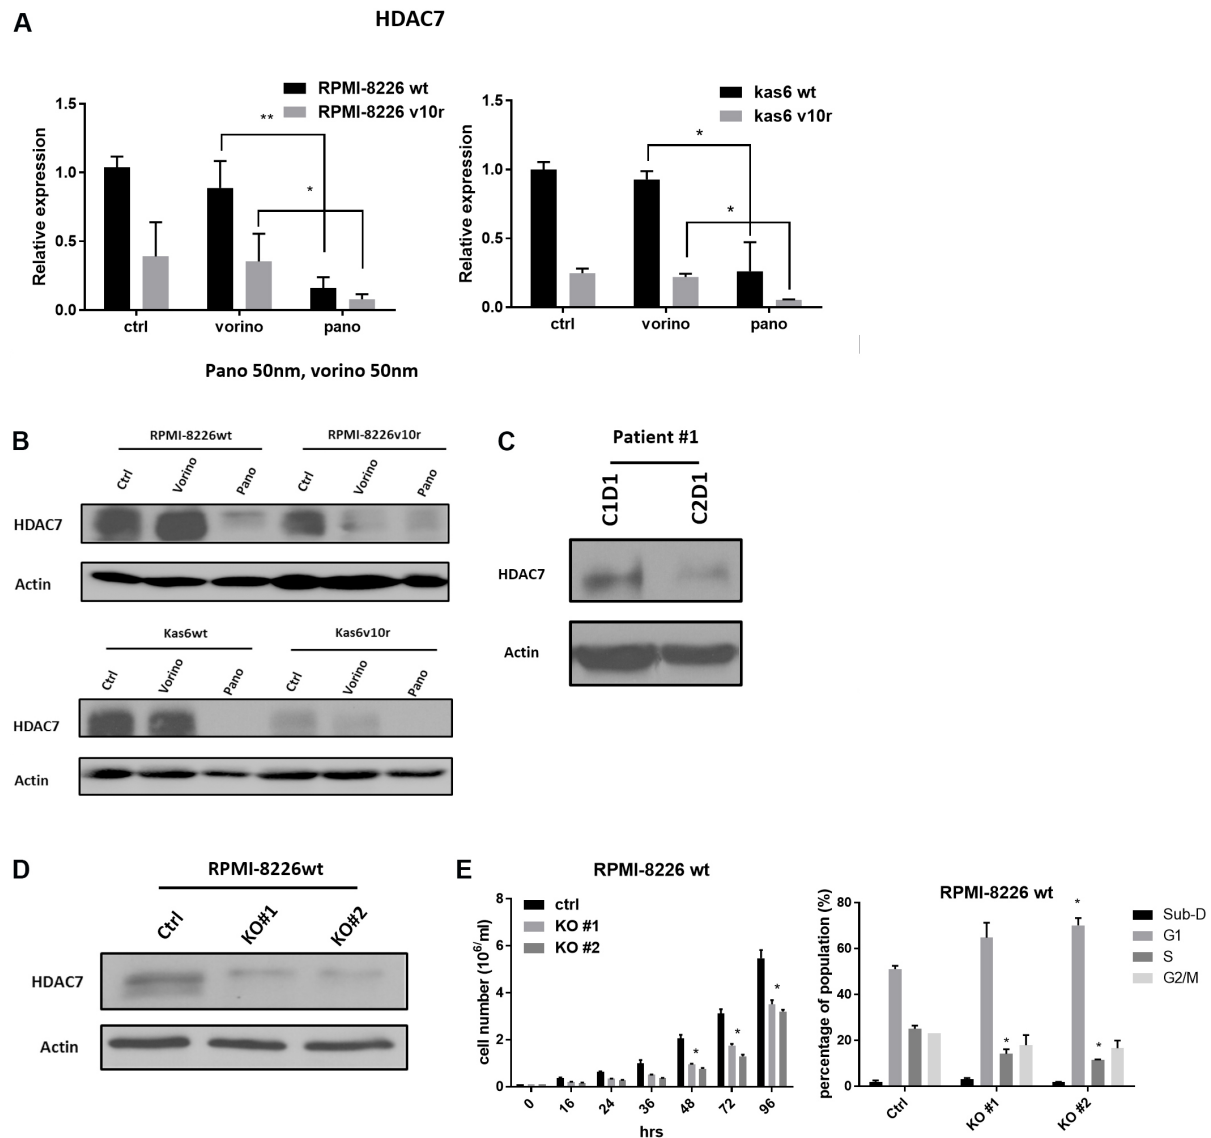 A
HDAC7
RPMI-8226 wt
RPMI-8226 v10r
1.5
1.0
0.5
0.0
Relative expression
**
*
ctrl
vorino
pano
kas6 wt
kas6 v10r
1.5
1.0
0.5
0.0
Relative expression
*
*
ctrl
vorino
pano
Pano 50nm, vorino 50nm
B
RPMI-8226wt
RPMI-8226v10r
Ctrl
Vorino
Pano
Ctrl
Vorino
Pano
HDAC7
Actin
Kas6wt
Kas6v10r
Ctrl
Vorino
Pano
Ctrl
Vorino
Pano
HDAC7
Actin
C
Patient #1
C1D1
C2D1
HDAC7
Actin
D
RPMI-8226wt
Ctrl
KO#1
KO#2
HDAC7
Actin
E
RPMI-8226 wt
ctrl
KO #1
KO #2
8
6
4
2
0
cell number (10⁶/ml)
*
*
*
0
16
24
36
48
72
96
hrs
RPMI-8226 wt
80
60
40
20
0
percentage of population (%)
*
*
*
Ctrl
KO #1
KO #2
Sub-D
G1
S
G2/M